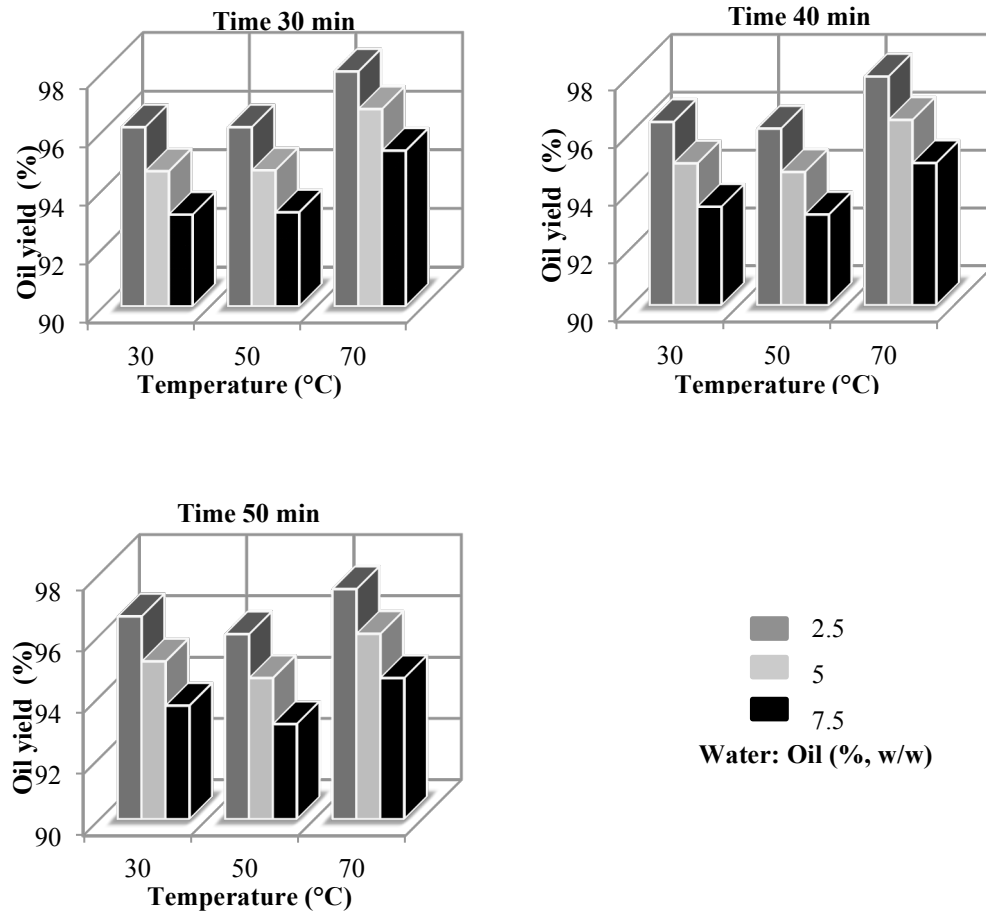 Time 30 min
98
96
94
92
90
Oil yield (%)
30 50 70
Temperature (°C)
Time 40 min
98
96
94
92
90
Oil yield (%)
30 50 70
Temperature (°C)
Time 50 min
98
96
94
92
90
Oil yield (%)
30 50 70
Temperature (°C)
2.5
5
7.5
Water: Oil (%, w/w)